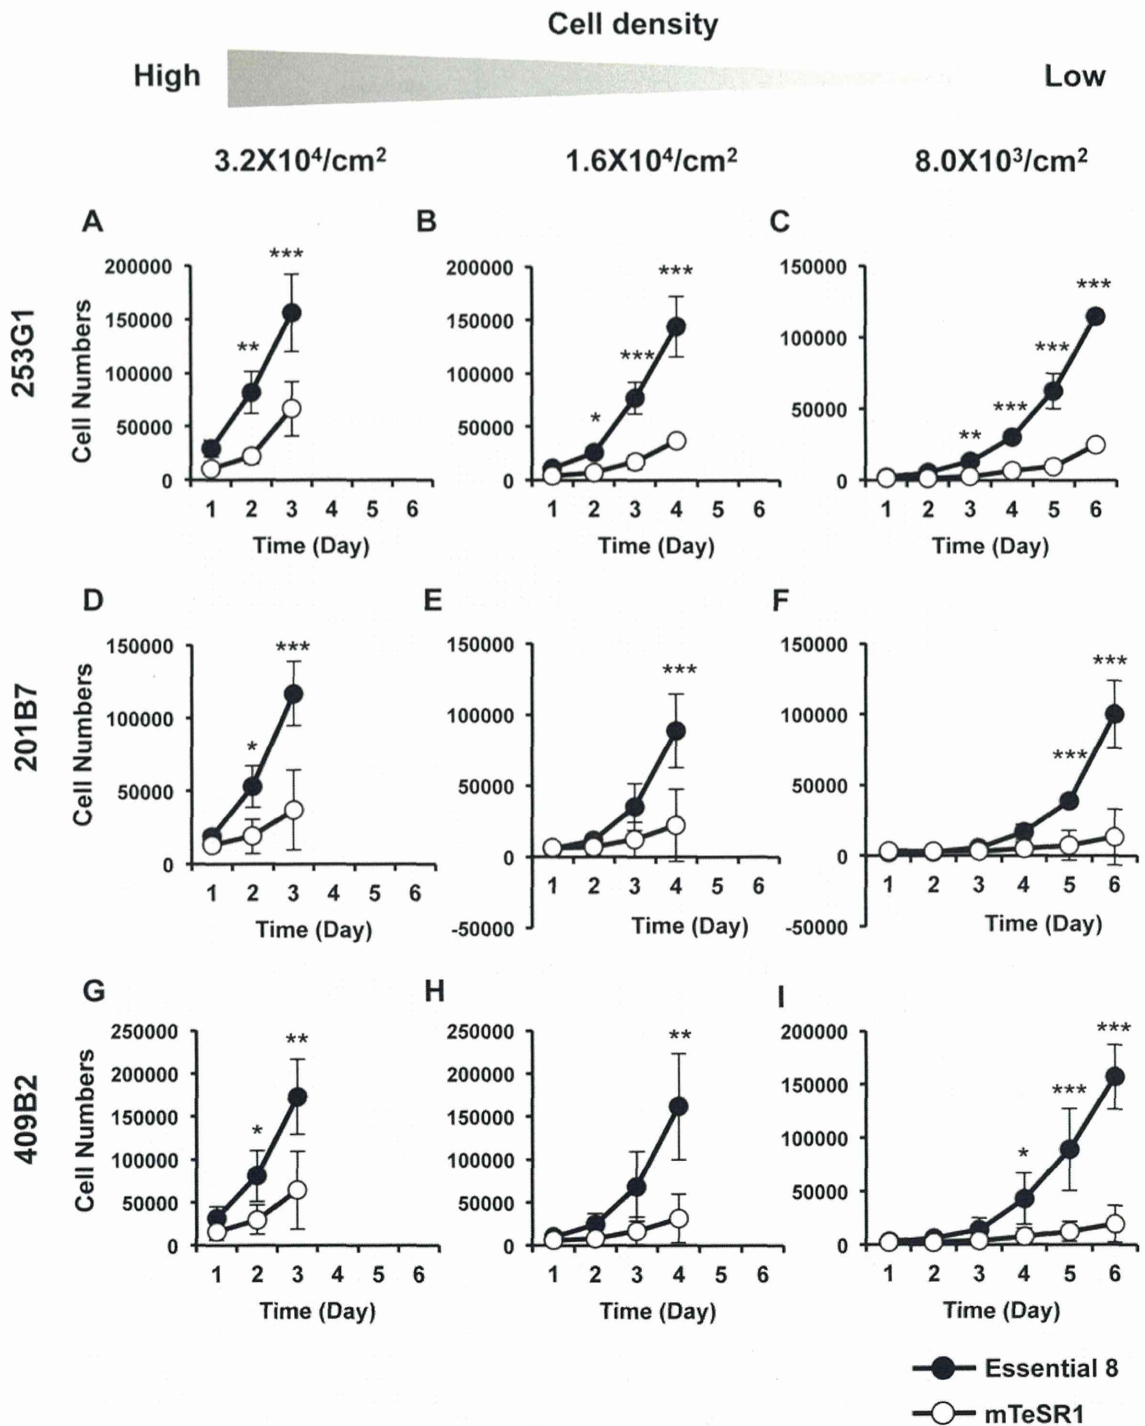 Cell density
High Low
3.2X10⁴/cm² 1.6X10⁴/cm² 8.0X10³/cm²
253G1
A
200000
150000
100000
50000
0
Cell Numbers
** ***
1 2 3 4 5 6
Time (Day)
B
200000
150000
100000
50000
0
* *** ***
1 2 3 4 5 6
Time (Day)
C
150000
100000
50000
0
** *** *** ***
1 2 3 4 5 6
Time (Day)
201B7
D
150000
100000
50000
0
Cell Numbers
* ***
1 2 3 4 5 6
Time (Day)
E
150000
100000
50000
0
-50000
***
1 2 3 4 5 6
Time (Day)
F
150000
100000
50000
0
-50000
*** ***
1 2 3 4 5 6
Time (Day)
409B2
G
250000
200000
150000
100000
50000
0
Cell Numbers
* **
1 2 3 4 5 6
Time (Day)
H
250000
200000
150000
100000
50000
0
**
1 2 3 4 5 6
Time (Day)
I
200000
150000
100000
50000
0
* *** ***
1 2 3 4 5 6
Time (Day)
Essential 8
mTeSR1